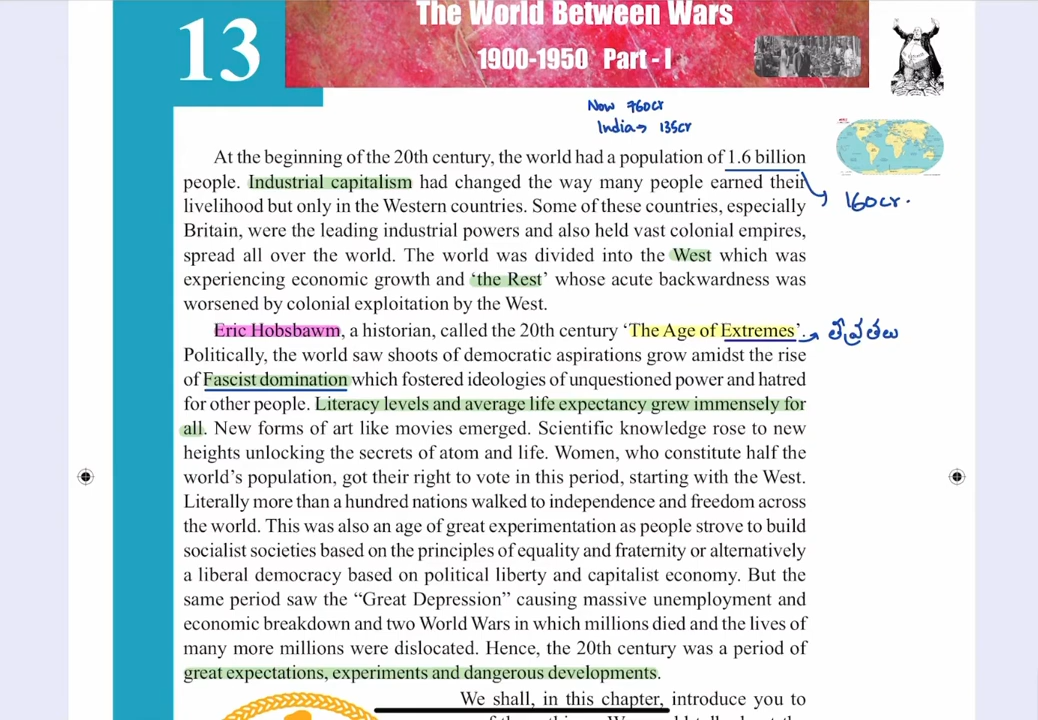 13
The World Between Wars
1900-1950 Part - I
Now 760cr
India → 135cr
At the beginning of the 20th century, the world had a population of 1.6 billion
people. Industrial capitalism had changed the way many people earned their
160cr.
livelihood but only in the Western countries. Some of these countries, especially
Britain, were the leading industrial powers and also held vast colonial empires,
spread all over the world. The world was divided into the West which was
experiencing economic growth and ‘the Rest’ whose acute backwardness was
worsened by colonial exploitation by the West.
Eric Hobsbawm, a historian, called the 20th century ‘The Age of Extremes’. → తీవ్రతలు
Politically, the world saw shoots of democratic aspirations grow amidst the rise
of Fascist domination which fostered ideologies of unquestioned power and hatred
for other people. Literacy levels and average life expectancy grew immensely for
all. New forms of art like movies emerged. Scientific knowledge rose to new
heights unlocking the secrets of atom and life. Women, who constitute half the
world’s population, got their right to vote in this period, starting with the West.
Literally more than a hundred nations walked to independence and freedom across
the world. This was also an age of great experimentation as people strove to build
socialist societies based on the principles of equality and fraternity or alternatively
a liberal democracy based on political liberty and capitalist economy. But the
same period saw the “Great Depression” causing massive unemployment and
economic breakdown and two World Wars in which millions died and the lives of
many more millions were dislocated. Hence, the 20th century was a period of
great expectations, experiments and dangerous developments.
We shall, in this chapter, introduce you to